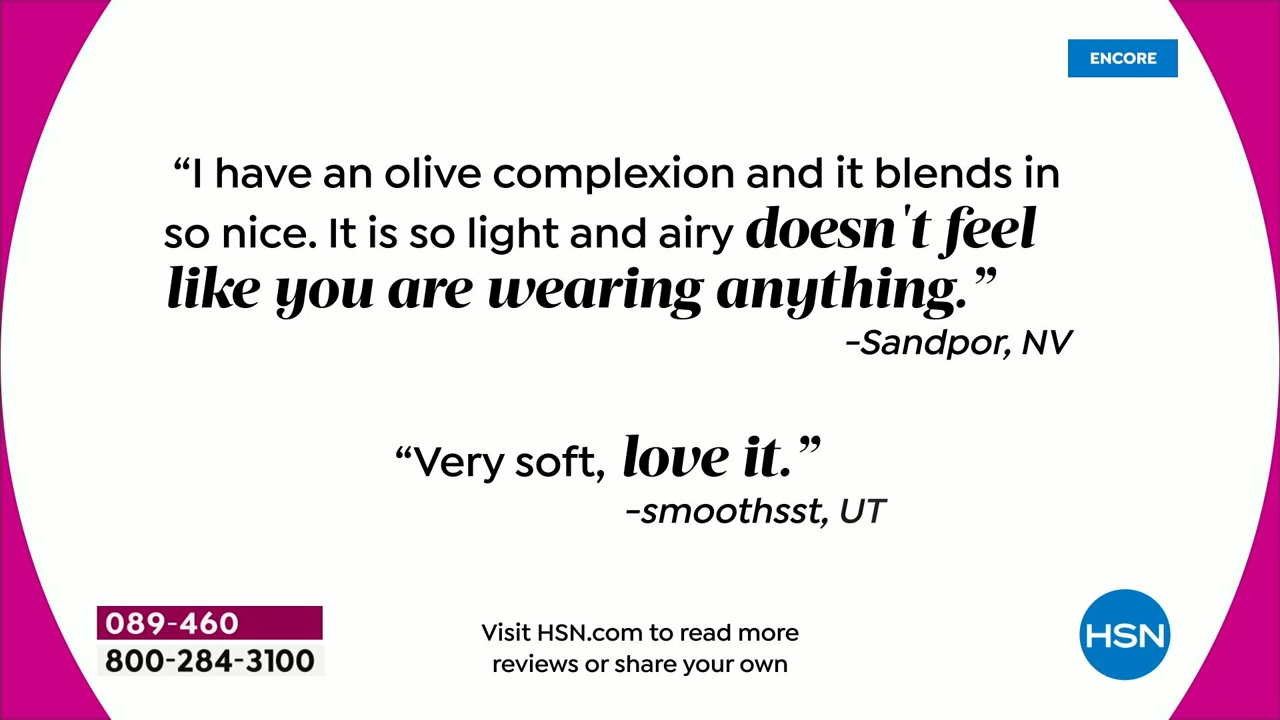 ENCORE
“I have an olive complexion and it blends in
so nice. It is so light and airy doesn't feel
like you are wearing anything.”
-Sandpor, NV
“Very soft, love it.”
-smoothsst, UT
089-460
800-284-3100
Visit HSN.com to read more
reviews or share your own
HSN